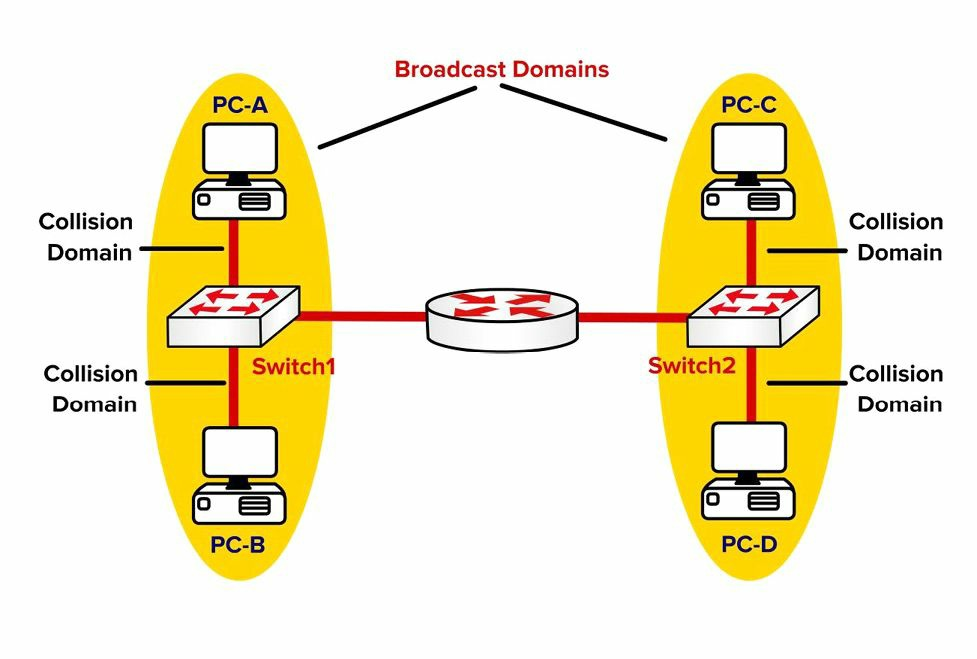 Broadcast Domains
PC-A
PC-C
Collision
Domain
Collision
Domain
Switch1
Switch2
Collision
Domain
Collision
Domain
PC-B
PC-D